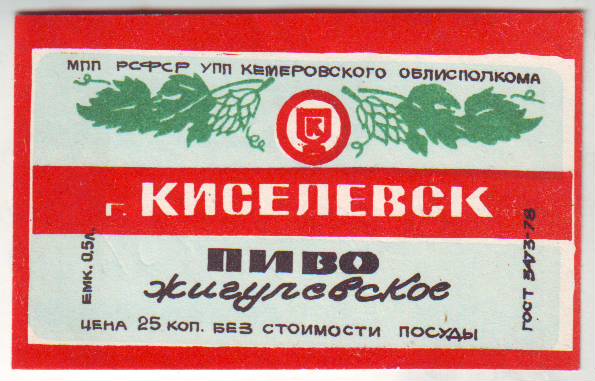 МПП РСФСР УПП КЕМЕРОВСКОГО ОБЛИСПОЛКОМА
К
г. КИСЕЛЕВСК
ЕМК. 0,5л.
ПИВО
жигулевское
ГОСТ 3473-78
ЦЕНА 25 КОП. БЕЗ СТОИМОСТИ ПОСУДЫ